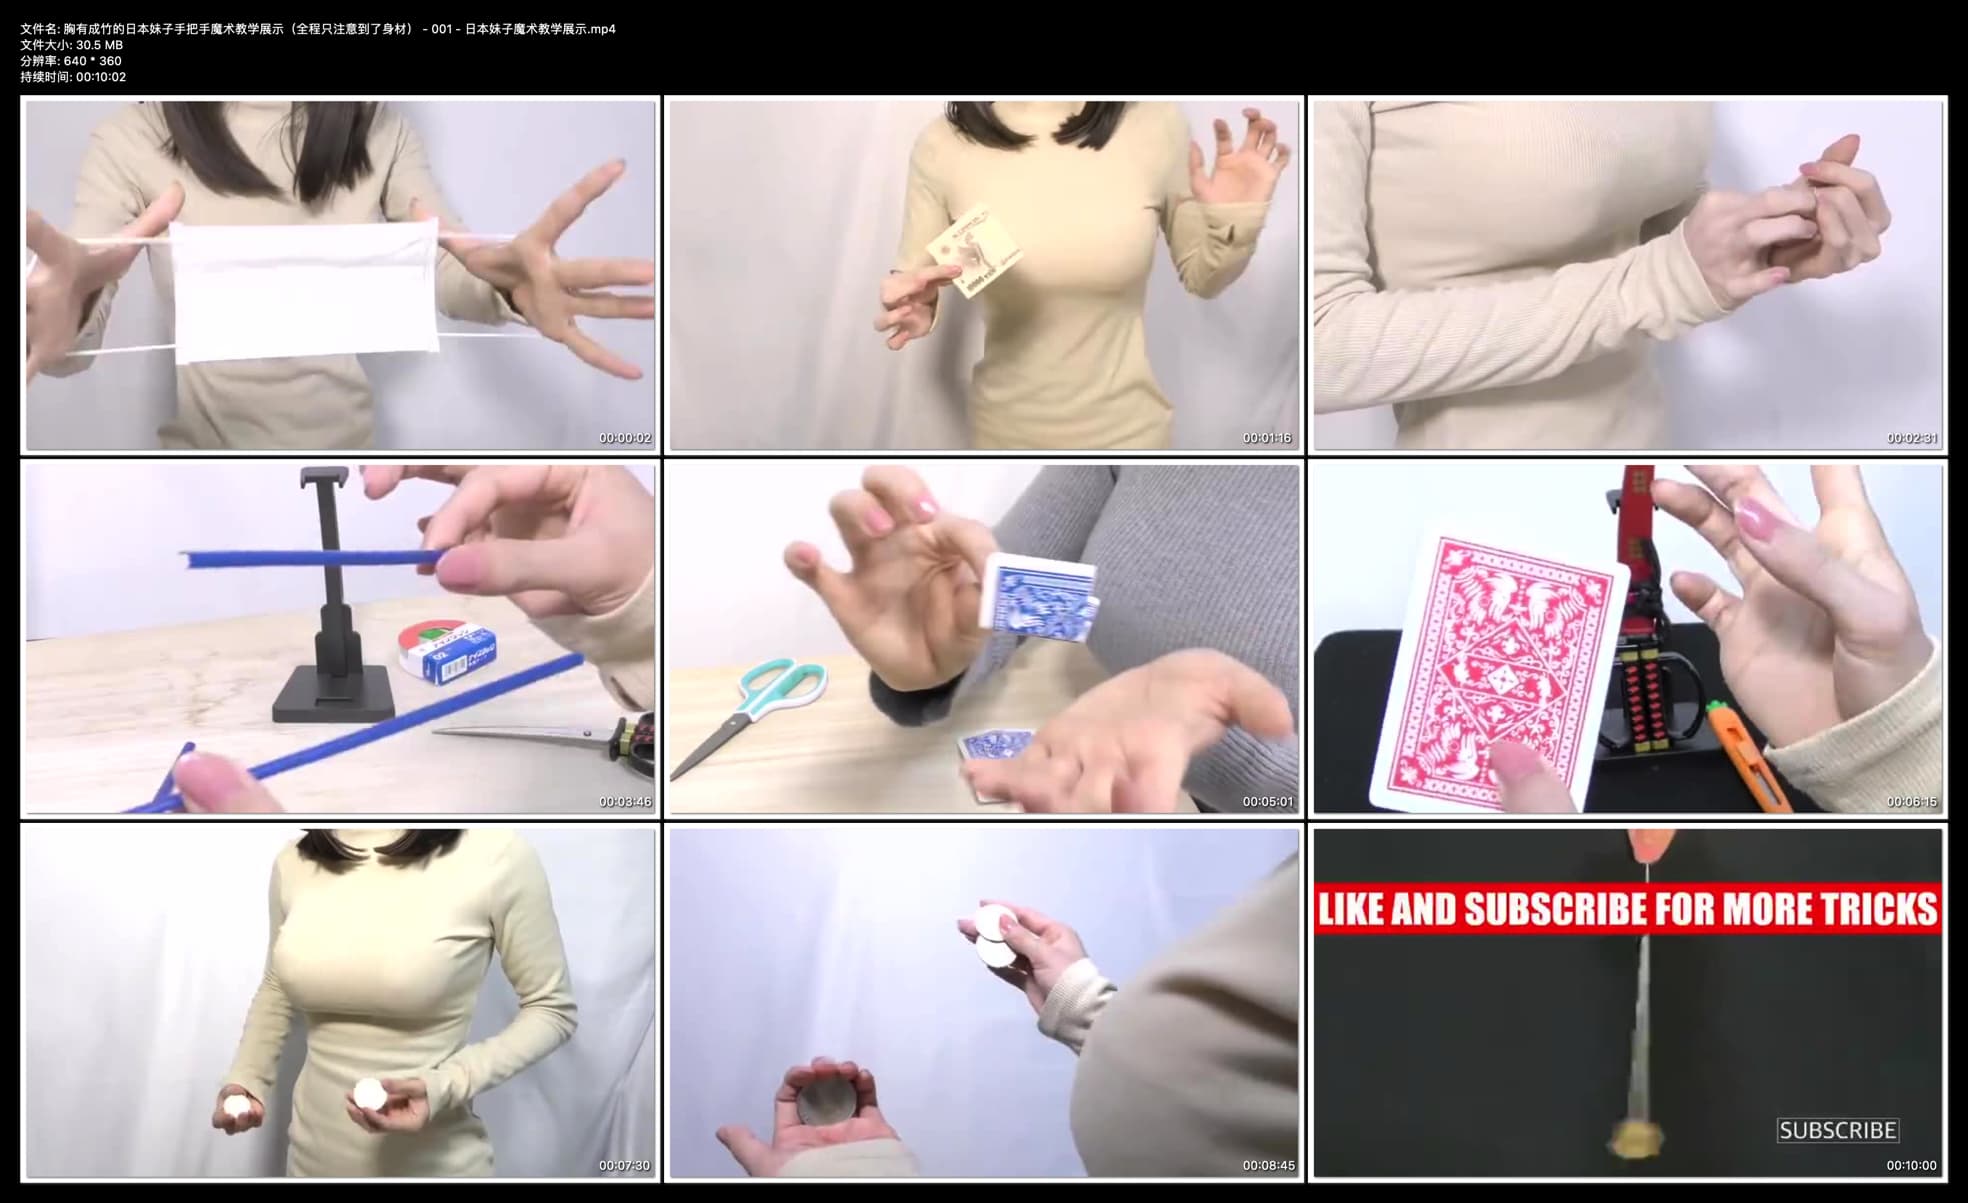 文件名: 胸有成竹的日本妹子手把手魔术教学展示（全程只注意到了身材） - 001 - 日本妹子魔术教学展示.mp4
文件大小: 30.5 MB
分辨率: 640 * 360
持续时间: 00:10:02
00:00:02
00:01:16
00:02:31
02
00:03:46
00:05:01
00:06:15
00:07:30
00:08:45
LIKE AND SUBSCRIBE FOR MORE TRICKS
SUBSCRIBE
00:10:00